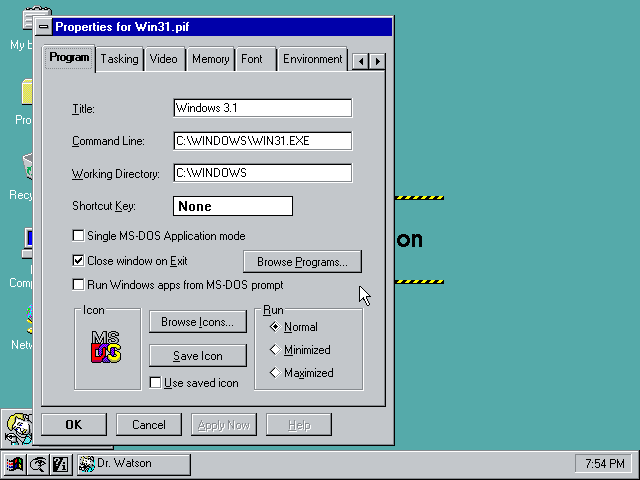 Properties for Win31.pif
My b
Program Tasking Video Memory Font Environment
Title: Windows 3.1
Command Line: C:\WINDOWS\WIN31.EXE
Working Directory: C:\WINDOWS
Shortcut Key: None
Single MS-DOS Application mode
Close window on Exit
Browse Programs...
Run Windows apps from MS-DOS prompt
Icon
MS
DOS
Browse Icons...
Save Icon
Use saved icon
Run
Normal
Minimized
Maximized
OK Cancel Apply Now Help
Pro
Recy
Comp
Netw
on
Dr. Watson
7:54 PM